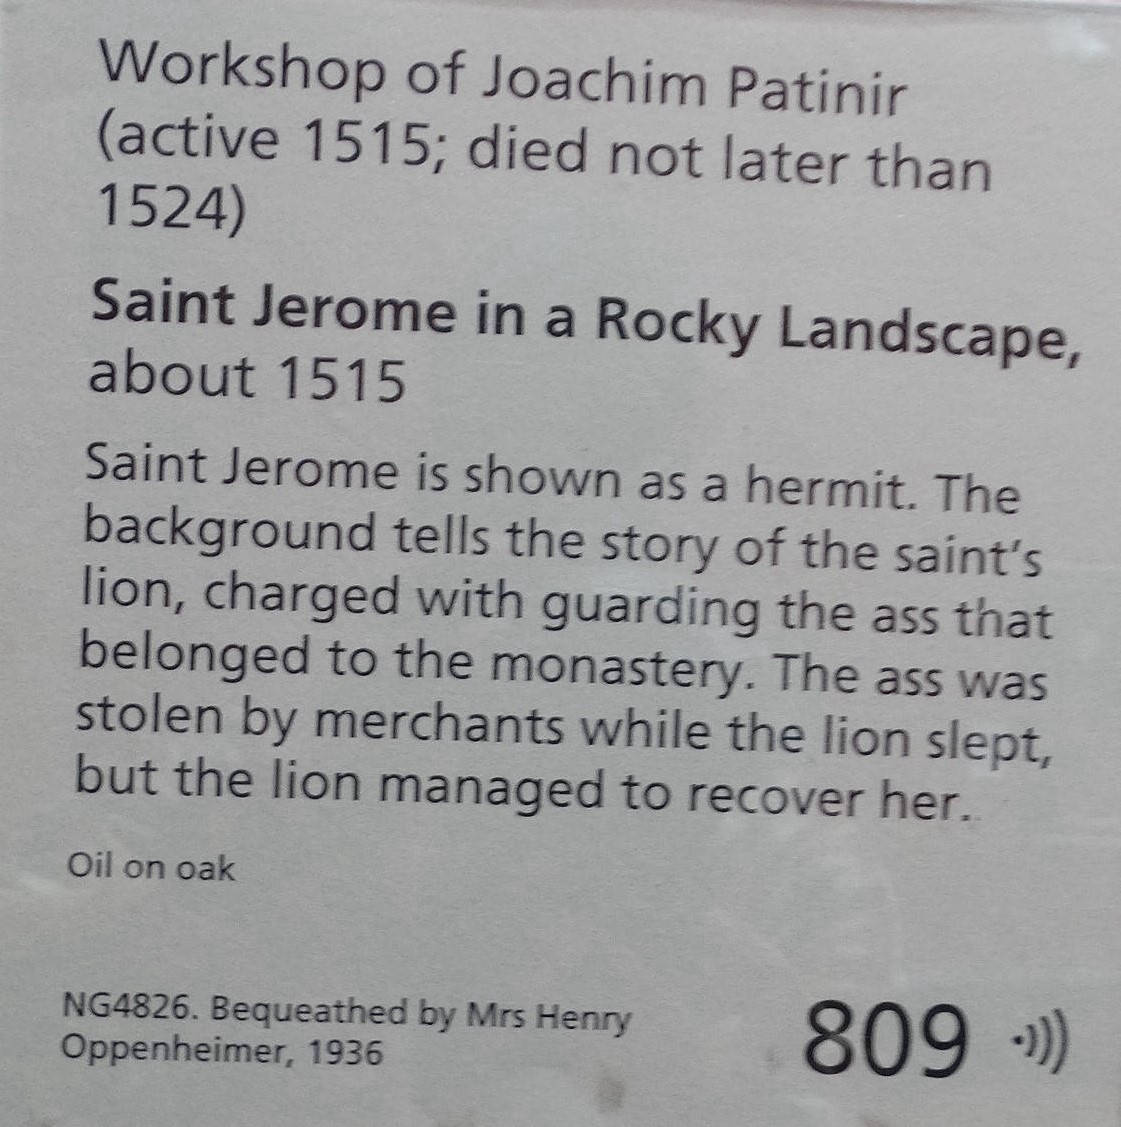 Workshop of Joachim Patinir
(active 1515; died not later than
1524)
Saint Jerome in a Rocky Landscape,
about 1515
Saint Jerome is shown as a hermit. The
background tells the story of the saint's
lion, charged with guarding the ass that
belonged to the monastery. The ass was
stolen by merchants while the lion slept,
but the lion managed to recover her.
Oil on oak
NG4826. Bequeathed by Mrs Henry
Oppenheimer, 1936
809